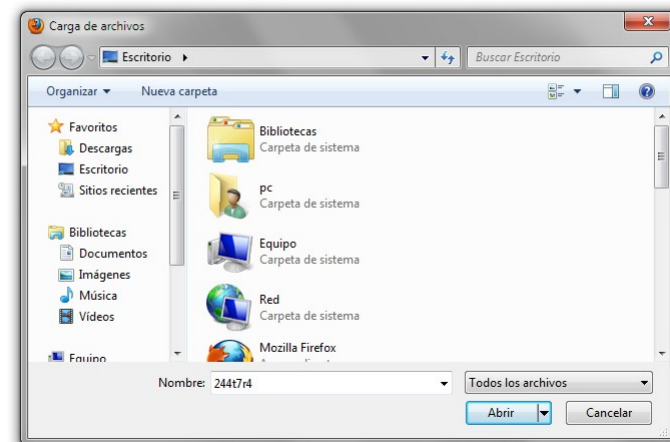 Carga de archivos
Escritorio
Buscar Escritorio
Organizar
Nueva carpeta
Favoritos
Descargas
Escritorio
Sitios recientes
Bibliotecas
Documentos
Imágenes
Música
Vídeos
Equipo
Bibliotecas
Carpeta de sistema
pc
Carpeta de sistema
Equipo
Carpeta de sistema
Red
Carpeta de sistema
Mozilla Firefox
Nombre: 244t7r4
Todos los archivos
Abrir
Cancelar